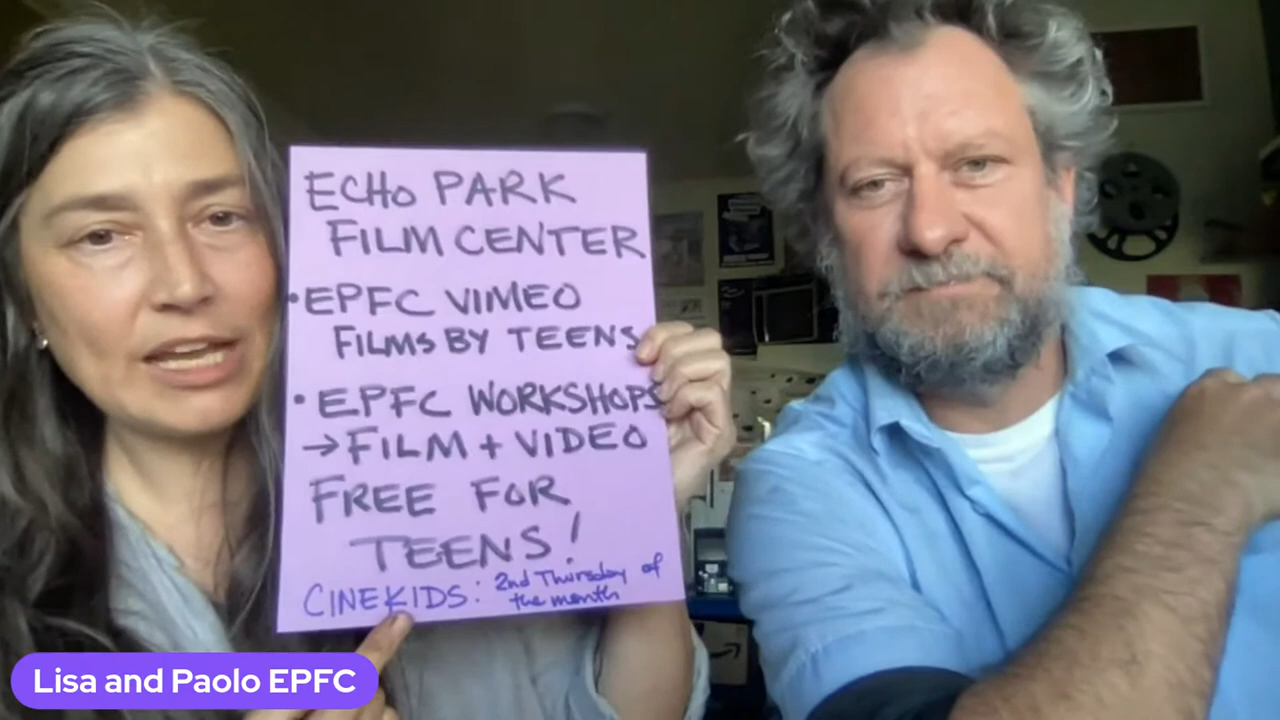 ECHO PARK
FILM CENTER
• EPFC VIMEO
FILMS BY TEENS
• EPFC WORKSHOPS
→ FILM + VIDEO
FREE FOR
TEENS!
CINEKIDS: 2nd Thursday of
the month
Lisa and Paolo EPFC